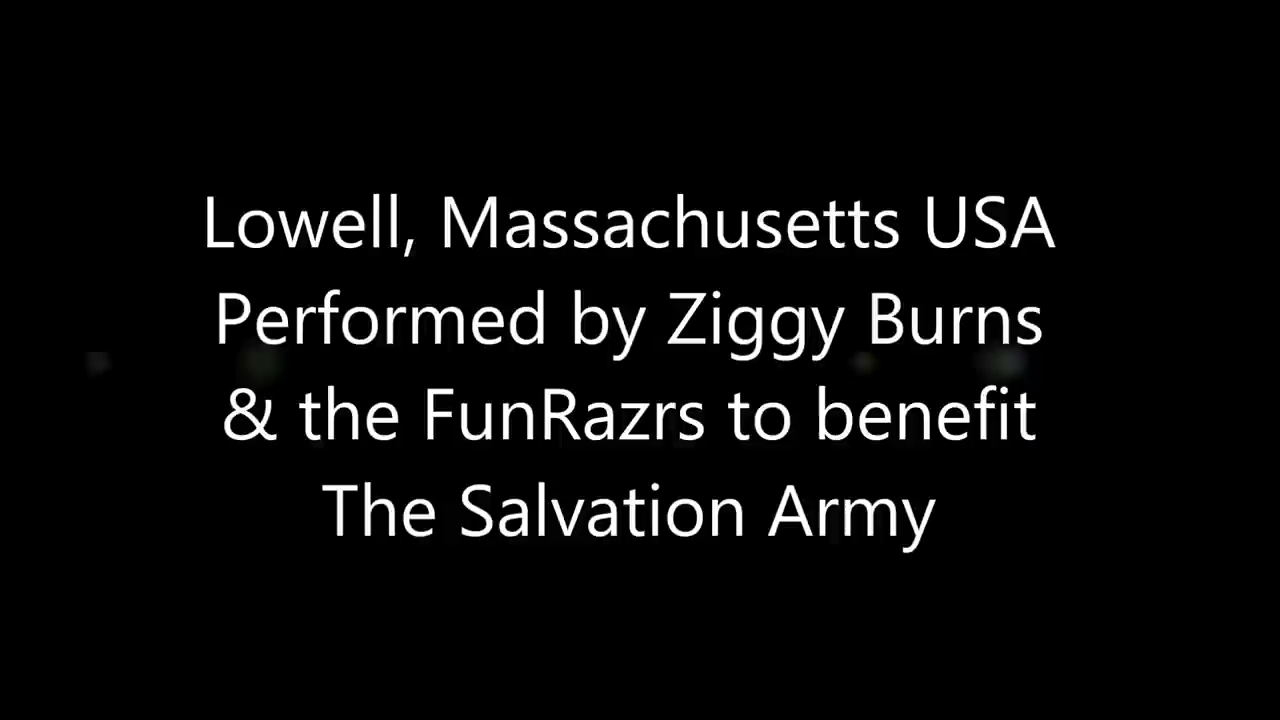 Lowell, Massachusetts USA
Performed by Ziggy Burns
& the FunRazrs to benefit
The Salvation Army